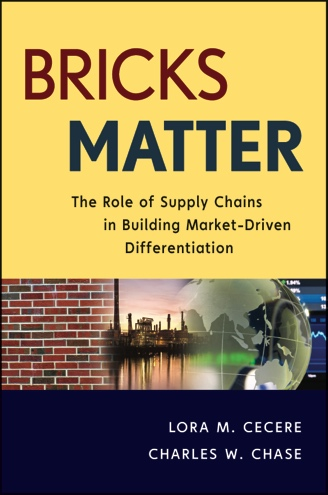 BRICKS
MATTER
The Role of Supply Chains
in Building Market-Driven
Differentiation
LORA M. CECERE
CHARLES W. CHASE